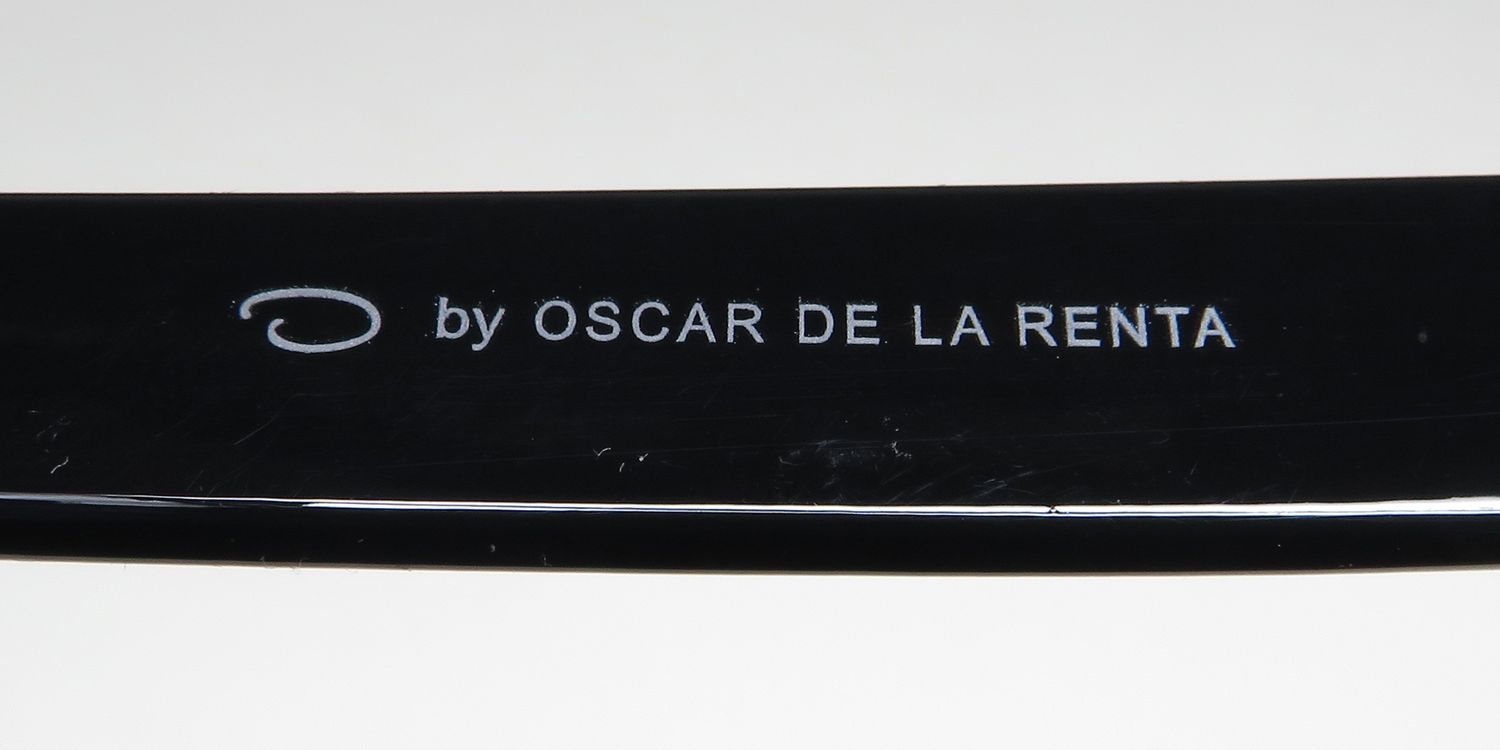 O by OSCAR DE LA RENTA